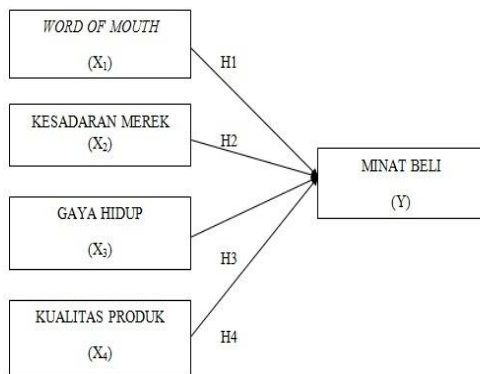 WORD OF MOUTH
(X₁)
H1
KESADARAN MEREK
(X₂)
H2
MINAT BELI
(Y)
GAYA HIDUP
(X₃)
H3
KUALITAS PRODUK
(X₄)
H4